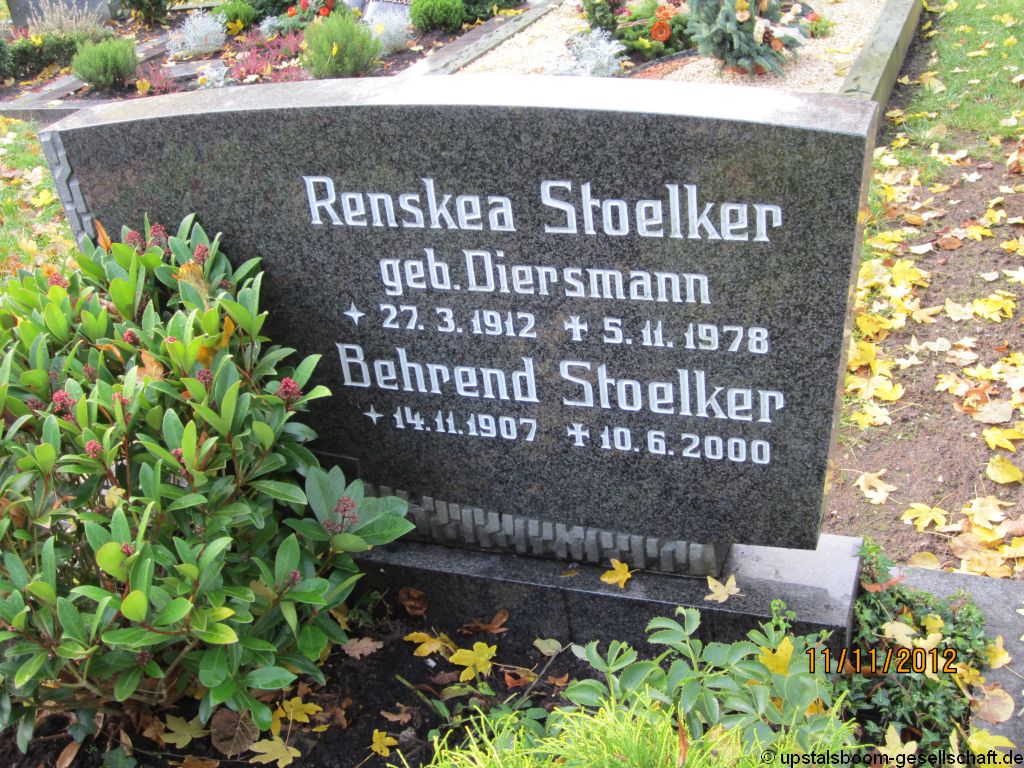 Renskea Stoelker
geb. Diersmann
27. 3. 1912 5. 11. 1978
Behrend Stoelker
14. 11. 1907 10. 6. 2000
11/11/2012
© upstalsboom-gesellschaft.de